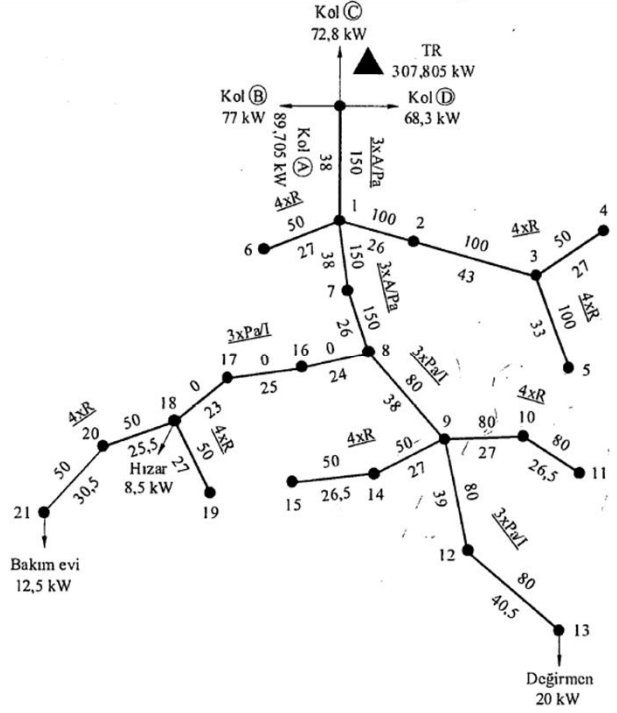 Kol Ⓒ
72,8 kW
TR
307,805 kW
Kol Ⓑ
77 kW
Kol Ⓓ
68,3 kW
Kol Ⓐ
89,705 kW
38
150
3xA/Pa
4xR
50
27
6
1
100
26
2
100
43
4xR
3
50
27
4
100
33
4xR
5
38
150
3xA/Pa
7
26
150
8
3xPa/I
17
0
25
16
0
24
0
23
18
4xR
50
25,5
20
Hızar
8,5 kW
50
27
4xR
19
50
30,5
21
Bakım evi
12,5 kW
3xPa/I
80
38
9
80
27
4xR
10
80
26,5
11
4xR
50
27
14
50
26,5
15
80
39
12
3xPa/I
80
40,5
13
Değirmen
20 kW